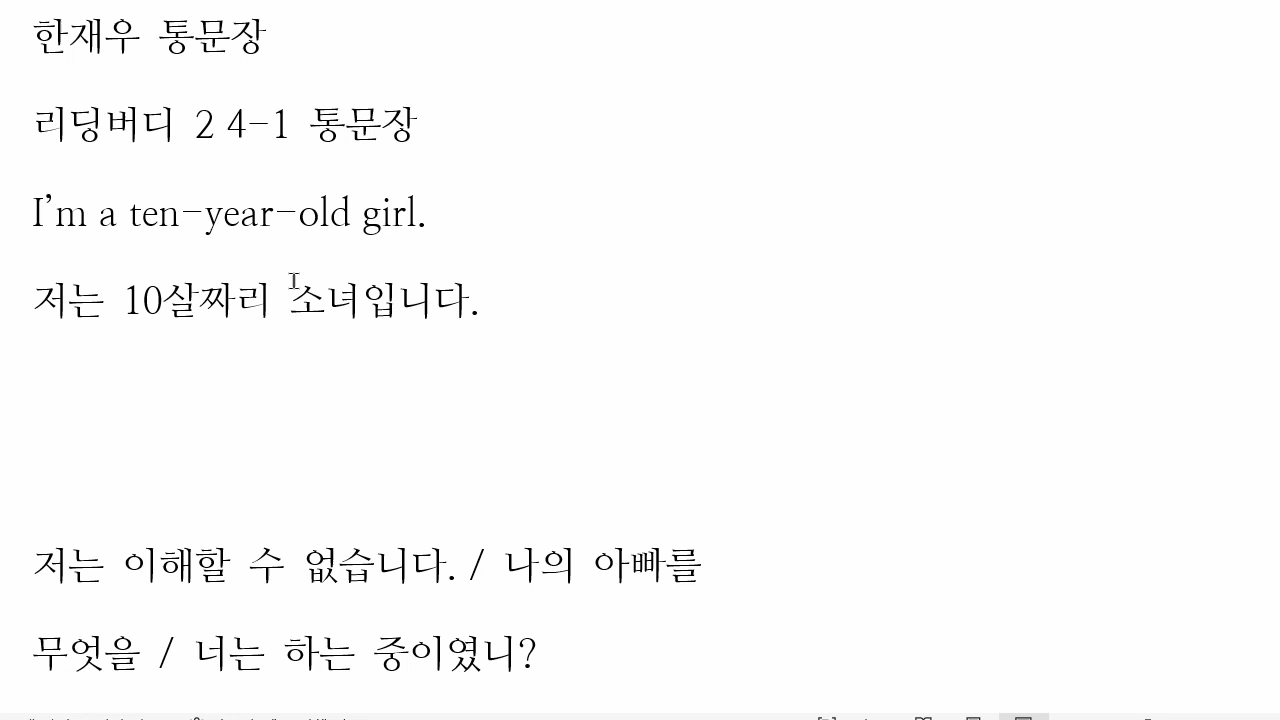 한재우 통문장
리딩버디 2 4-1 통문장
I'm a ten-year-old girl.
저는 10살짜리 소녀입니다.
저는 이해할 수 없습니다. / 나의 아빠를
무엇을 / 너는 하는 중이였니?